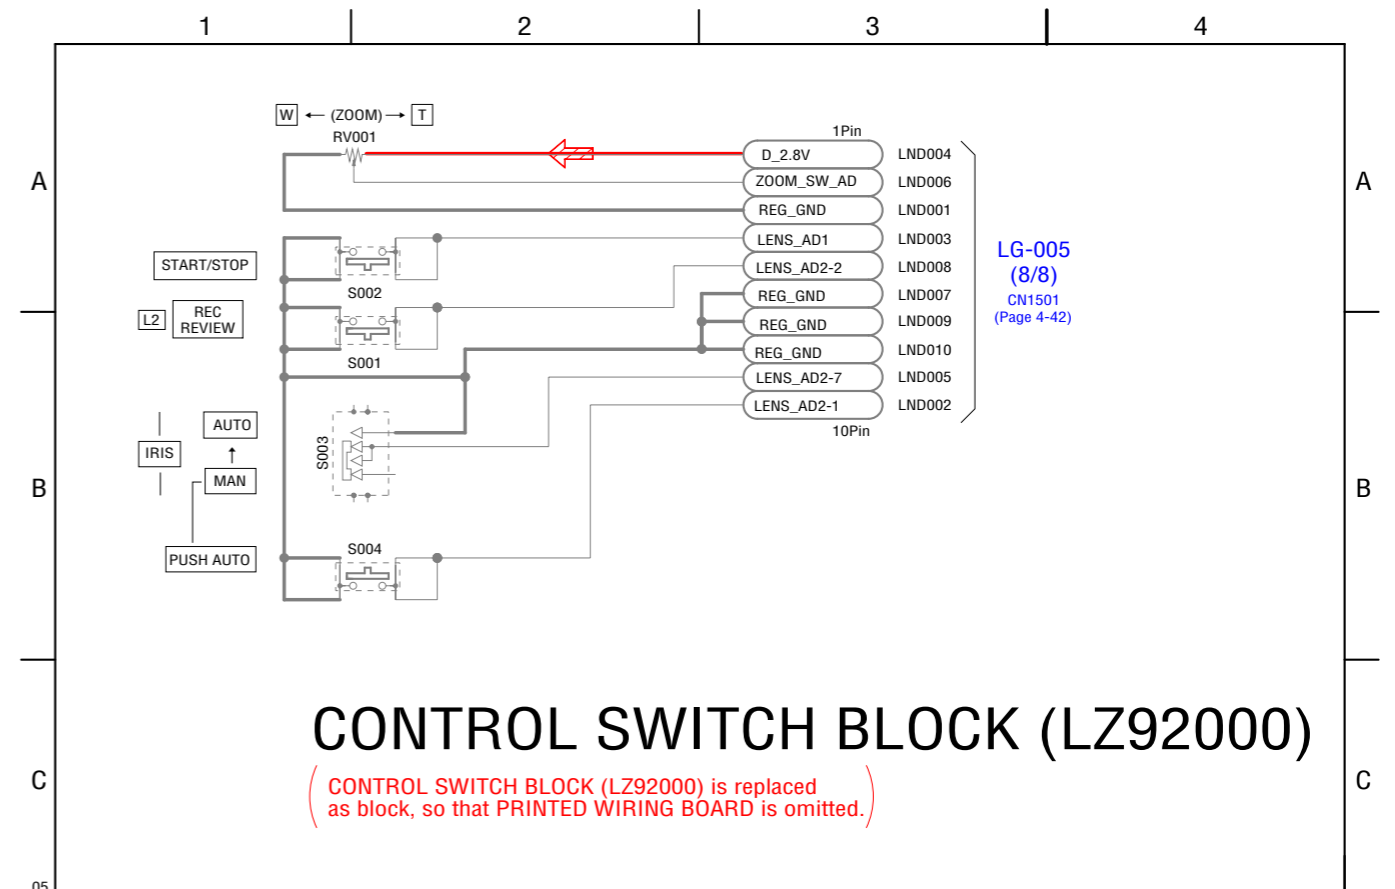 1 2 3 4
W ← (ZOOM) → T
RV001
1Pin
D_2.8V LND004
A ZOOM_SW_AD LND006 A
REG_GND LND001
LENS_AD1 LND003
LG-005
(8/8)
CN1501
(Page 4-42)
START/STOP
LENS_AD2-2 LND008
S002
REG_GND LND007
L2 REC
REVIEW
REG_GND LND009
S001
REG_GND LND010
LENS_AD2-7 LND005
LENS_AD2-1 LND002
10Pin
AUTO
IRIS
↑
MAN
S003
B B
S004
PUSH AUTO
CONTROL SWITCH BLOCK (LZ92000)
C C
CONTROL SWITCH BLOCK (LZ92000) is replaced
as block, so that PRINTED WIRING BOARD is omitted.
05